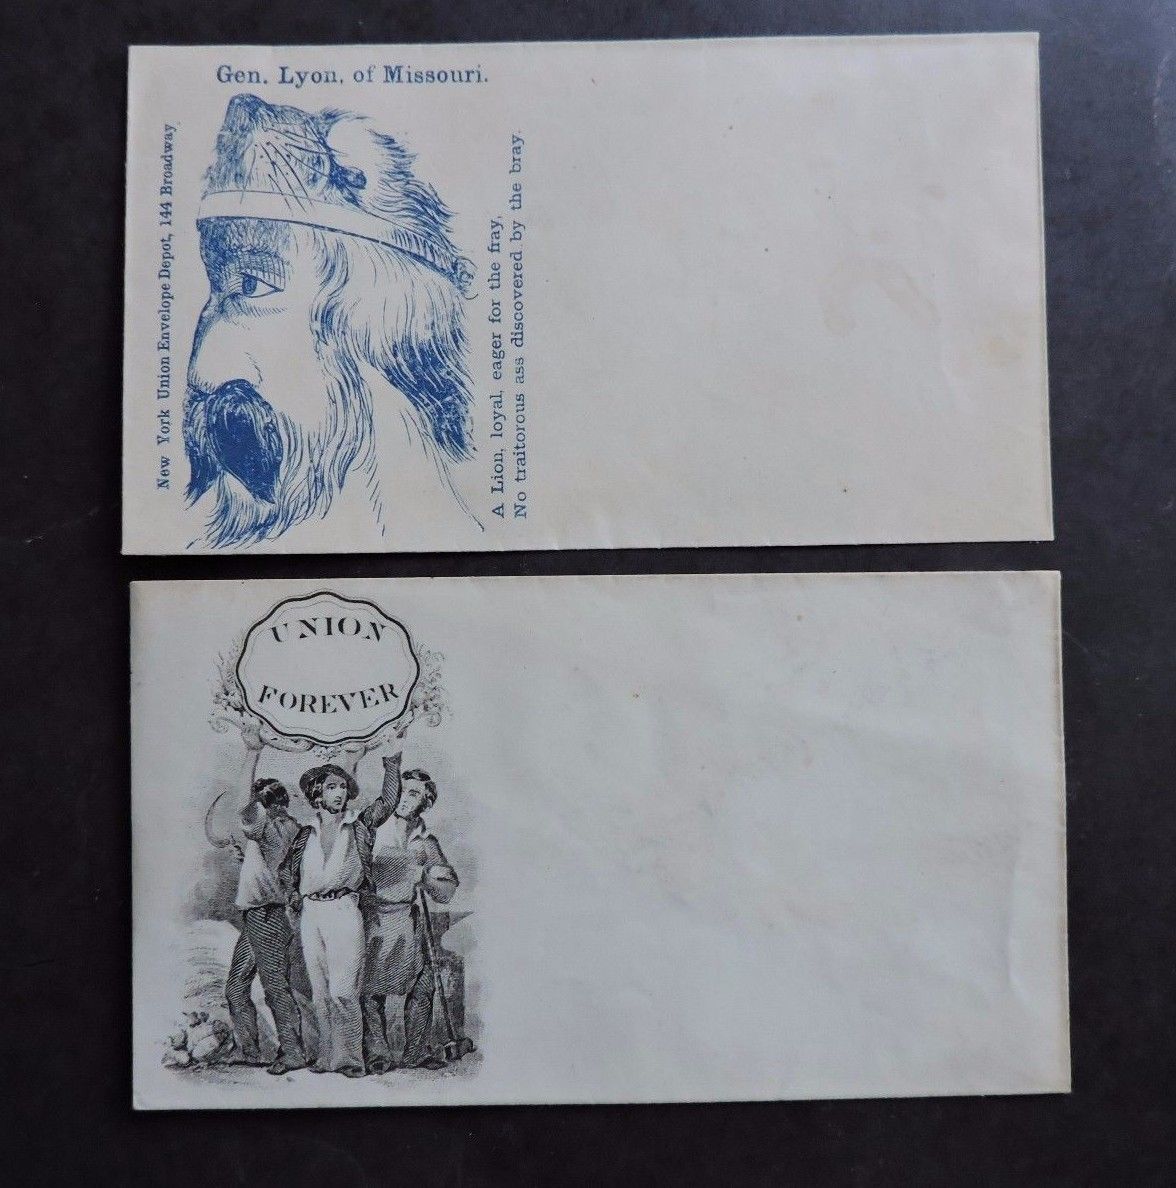 Gen. Lyon, of Missouri.
New York Union Envelope Depot, 144 Broadway.
A Lion, loyal, eager for the fray,
No traitorous ass discovered by the bray.
UNION
FOREVER